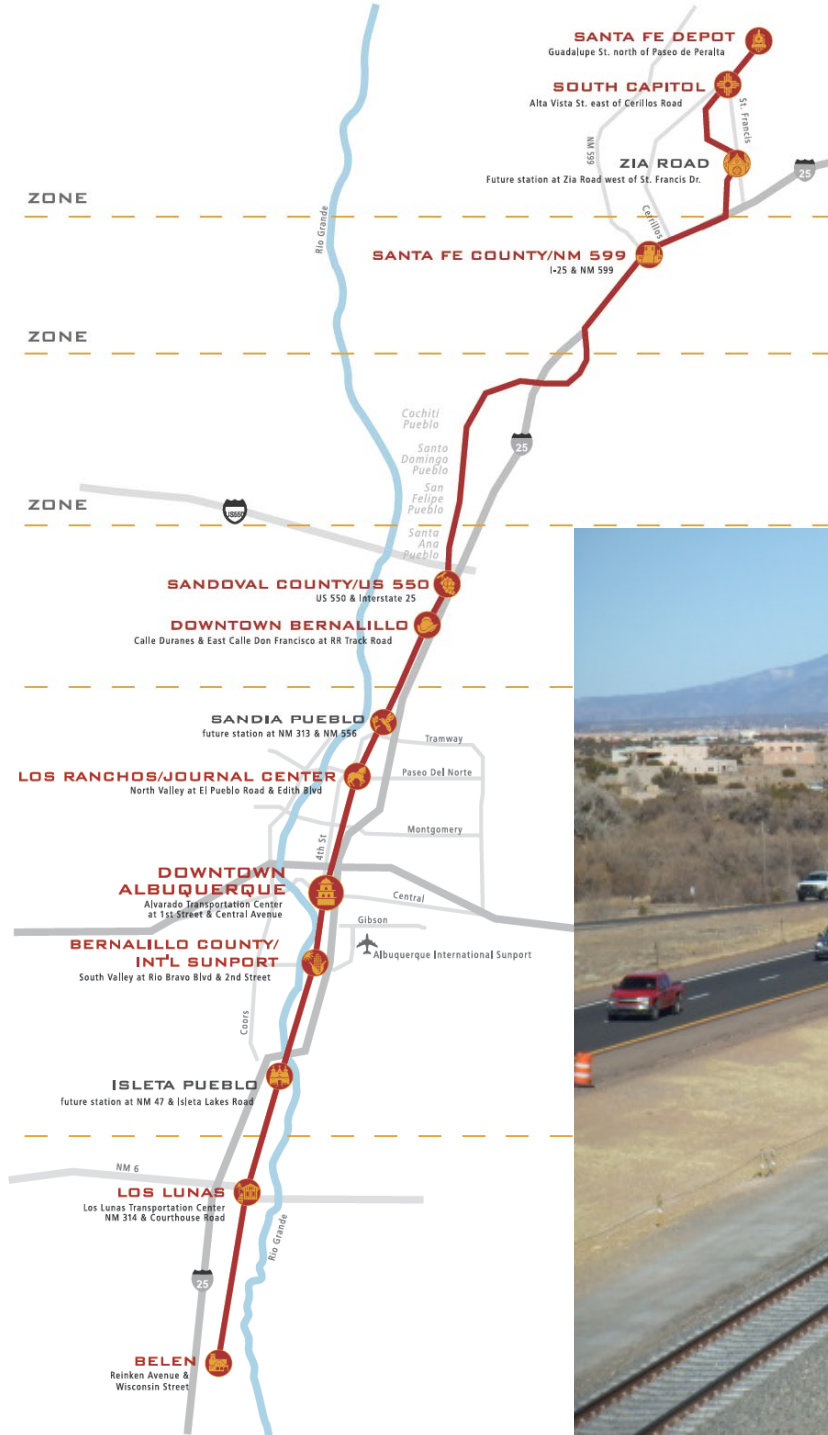 SANTA FE DEPOT
Guadalupe St. north of Paseo de Peralta
SOUTH CAPITOL
Alta Vista St. east of Cerillos Road
St. Francis
NM 599
ZIA ROAD
Future station at Zia Road west of St. Francis Dr.
25
ZONE
Rio Grande
Cerrillos
SANTA FE COUNTY/NM 599
I-25 & NM 599
ZONE
Cochiti
Pueblo
Santo
Domingo
Pueblo
25
San
Felipe
Pueblo
ZONE
US550
Santa
Ana
Pueblo
SANDOVAL COUNTY/US 550
US 550 & Interstate 25
DOWNTOWN BERNALILLO
Calle Duranes & East Calle Don Francisco at RR Track Road
SANDIA PUEBLO
future station at NM 313 & NM 556
Tramway
LOS RANCHOS/JOURNAL CENTER
North Valley at El Pueblo Road & Edith Blvd
Paseo Del Norte
Montgomery
4th St
DOWNTOWN
ALBUQUERQUE
Alvarado Transportation Center
at 1st Street & Central Avenue
Central
Gibson
BERNALILLO COUNTY/
INT'L SUNPORT
South Valley at Rio Bravo Blvd & 2nd Street
Albuquerque International Sunport
Coors
ISLETA PUEBLO
future station at NM 47 & Isleta Lakes Road
NM 6
LOS LUNAS
Los Lunas Transportation Center
NM 314 & Courthouse Road
Rio Grande
25
BELEN
Reinken Avenue &
Wisconsin Street